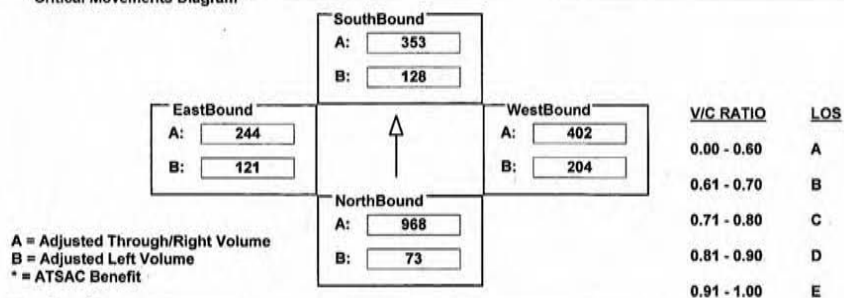 Critical Movements Diagram
SouthBound
A: 353
B: 128
EastBound
A: 244
B: 121
WestBound
A: 402
B: 204
NorthBound
A: 968
B: 73
A = Adjusted Through/Right Volume
B = Adjusted Left Volume
* = ATSAC Benefit
V/C RATIO LOS
0.00 - 0.60 A
0.61 - 0.70 B
0.71 - 0.80 C
0.81 - 0.90 D
0.91 - 1.00 E